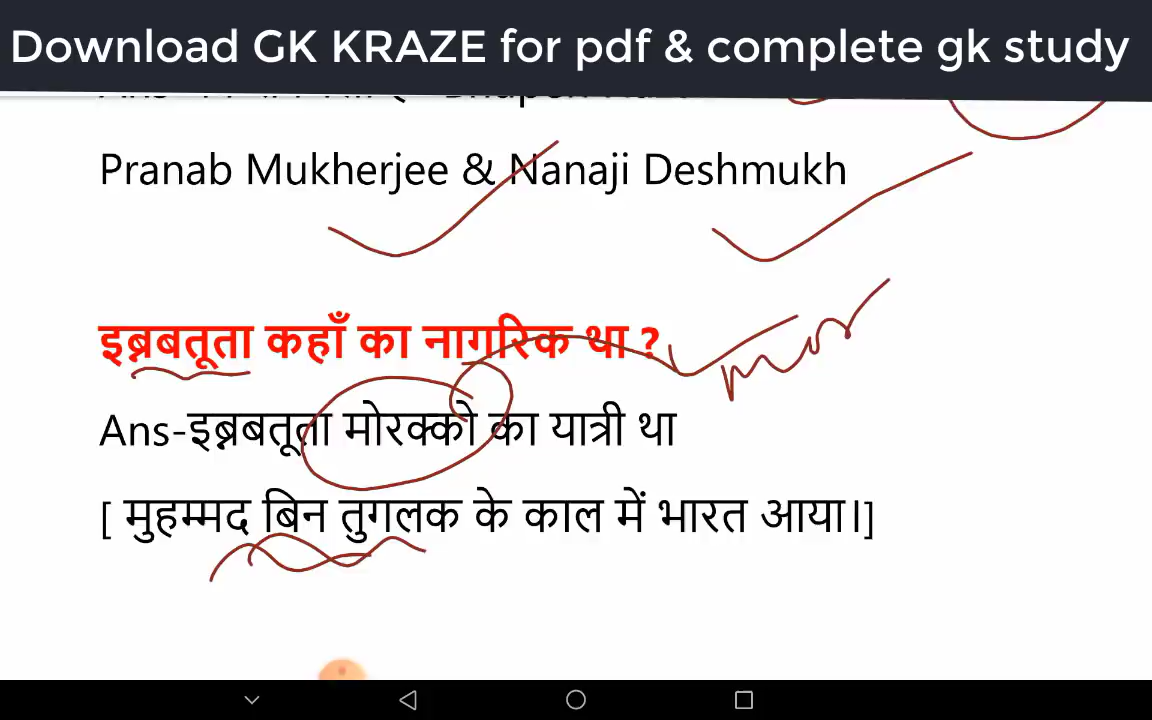 Download GK KRAZE for pdf & complete gk study
Pranab Mukherjee & Nanaji Deshmukh
इब्नबतूता कहाँ का नागरिक था ?
Ans-इब्नबतूता मोरक्को का यात्री था
[ मुहम्मद बिन तुगलक के काल में भारत आया।]